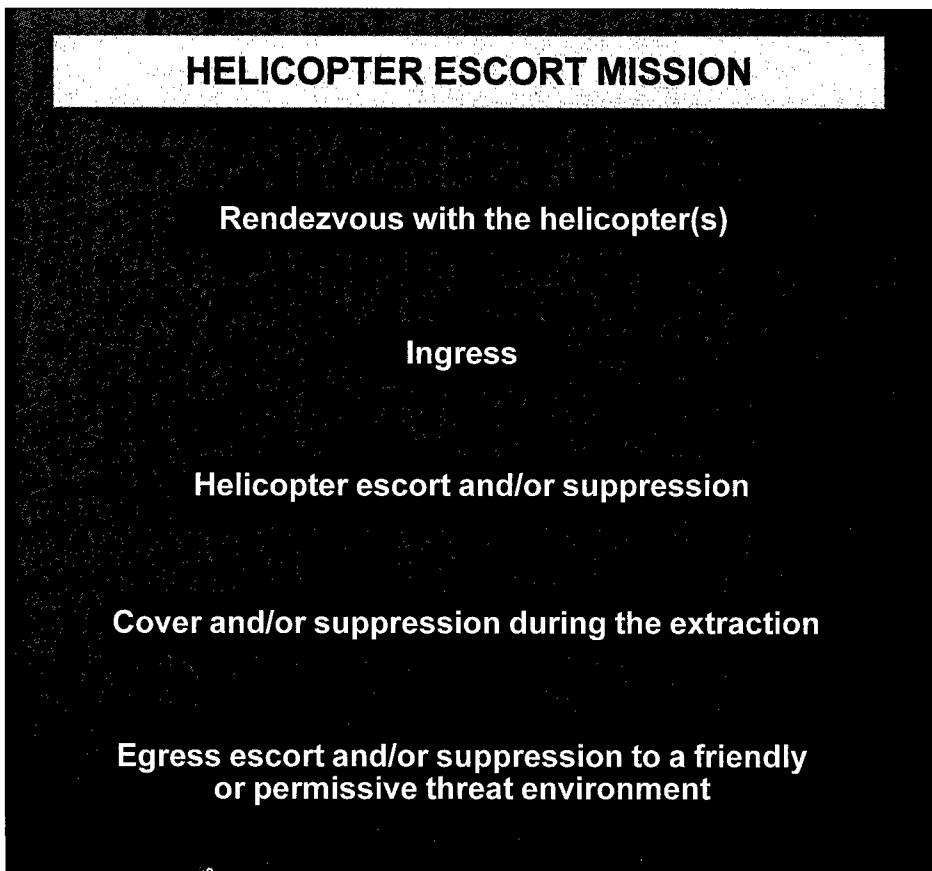 HELICOPTER ESCORT MISSION
Rendezvous with the helicopter(s)
Ingress
Helicopter escort and/or suppression
Cover and/or suppression during the extraction
Egress escort and/or suppression to a friendly
or permissive threat environment